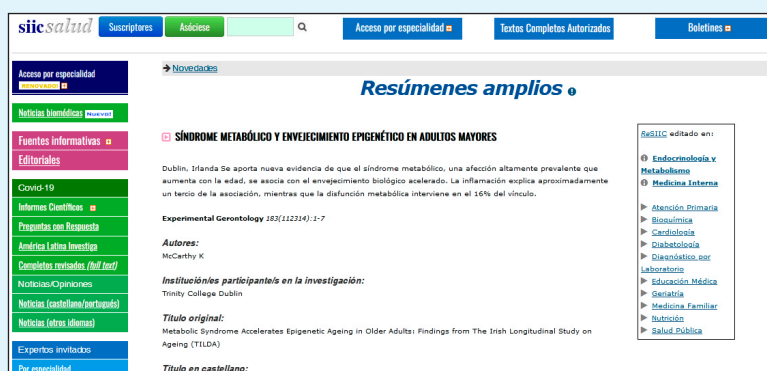 siicsalud
Suscriptores
Asóciese
Acceso por especialidad
Textos Completos Autorizados
Boletines
Acceso por especialidad
RENOVADO!
Noticias biomédicas Nuevo!
Fuentes informativas
Editoriales
Covid-19
Informes Científicos
Preguntas con Respuesta
América Latina Investiga
Completos revisados (full text)
Noticias/Opiniones
Noticias (castellano/portugués)
Noticias (otros idiomas)
Expertos invitados
Por especialidad
Novedades
Resúmenes amplios
SÍNDROME METABÓLICO Y ENVEJECIMIENTO EPIGENÉTICO EN ADULTOS MAYORES
Dublin, Irlanda Se aporta nueva evidencia de que el síndrome metabólico, una afección altamente prevalente que
aumenta con la edad, se asocia con el envejecimiento biológico acelerado. La inflamación explica aproximadamente
un tercio de la asociación, mientras que la disfunción metabólica interviene en el 16% del vínculo.
Experimental Gerontology 183(112314):1-7
Autores:
McCarthy K
Institución/es participante/s en la investigación:
Trinity College Dublin
Título original:
Metabolic Syndrome Accelerates Epigenetic Ageing in Older Adults: Findings from The Irish Longitudinal Study on
Ageing (TILDA)
Título en castellano:
ReSIIC editado en:
Endocrinología y
Metabolismo
Medicina Interna
Atención Primaria
Bioquímica
Cardiología
Diabetología
Diagnóstico por
Laboratorio
Educación Médica
Geriatría
Medicina Familiar
Nutrición
Salud Pública